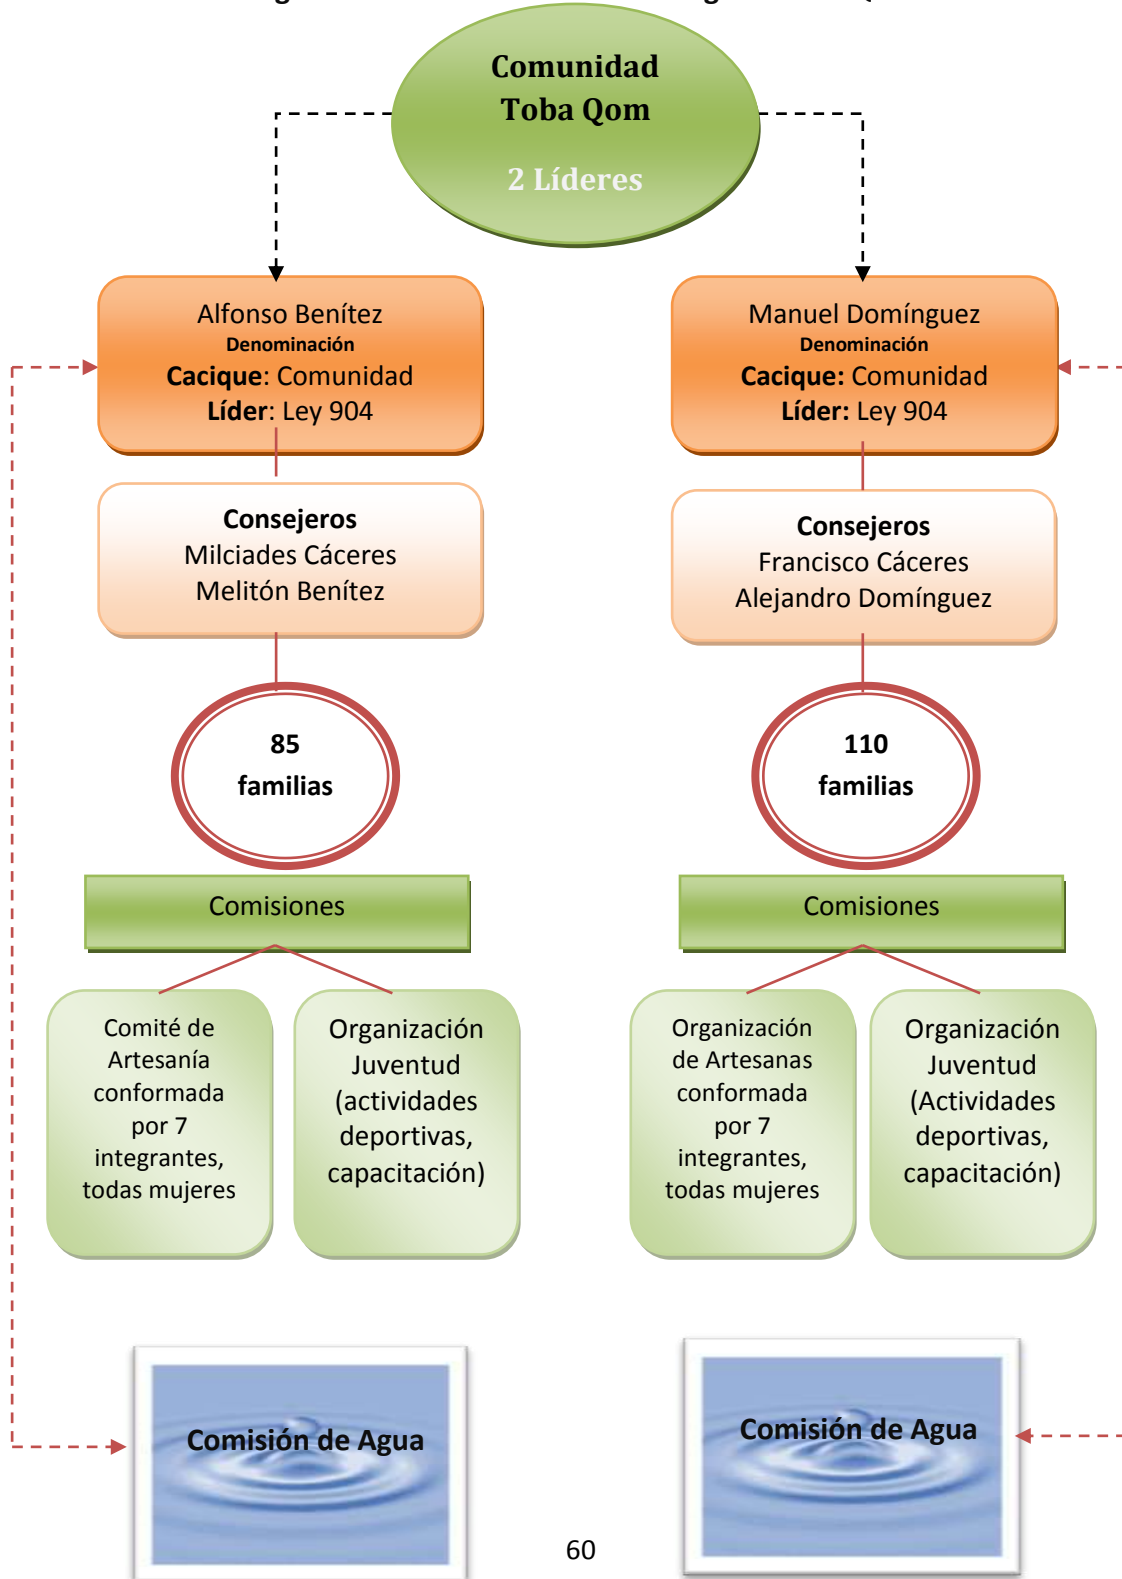 Comunidad
Toba Qom
2 Líderes
Alfonso Benítez
Denominación
Cacique: Comunidad
Líder: Ley 904
Manuel Domínguez
Denominación
Cacique: Comunidad
Líder: Ley 904
Consejeros
Milciades Cáceres
Melitón Benítez
Consejeros
Francisco Cáceres
Alejandro Domínguez
85
familias
110
familias
Comisiones
Comisiones
Comité de
Artesanía
conformada
por 7
integrantes,
todas mujeres
Organización
Juventud
(actividades
deportivas,
capacitación)
Organización
de Artesanas
conformada
por 7
integrantes,
todas mujeres
Organización
Juventud
(Actividades
deportivas,
capacitación)
Comisión de Agua
Comisión de Agua
60